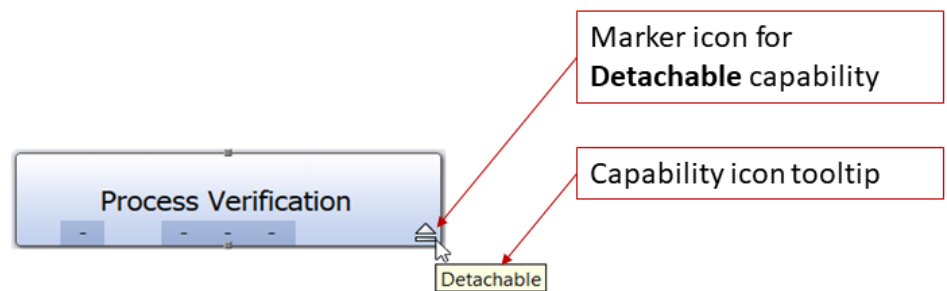 Marker icon for
Detachable capability
Capability icon tooltip
Process Verification
- - - -
Detachable